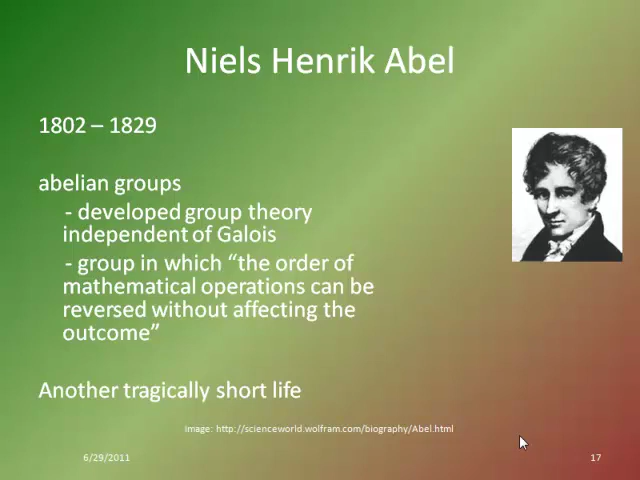 Niels Henrik Abel
1802 – 1829
abelian groups
- developed group theory
independent of Galois
- group in which “the order of
mathematical operations can be
reversed without affecting the
outcome”
Another tragically short life
image: http://scienceworld.wolfram.com/biography/Abel.html
6/29/2011
17